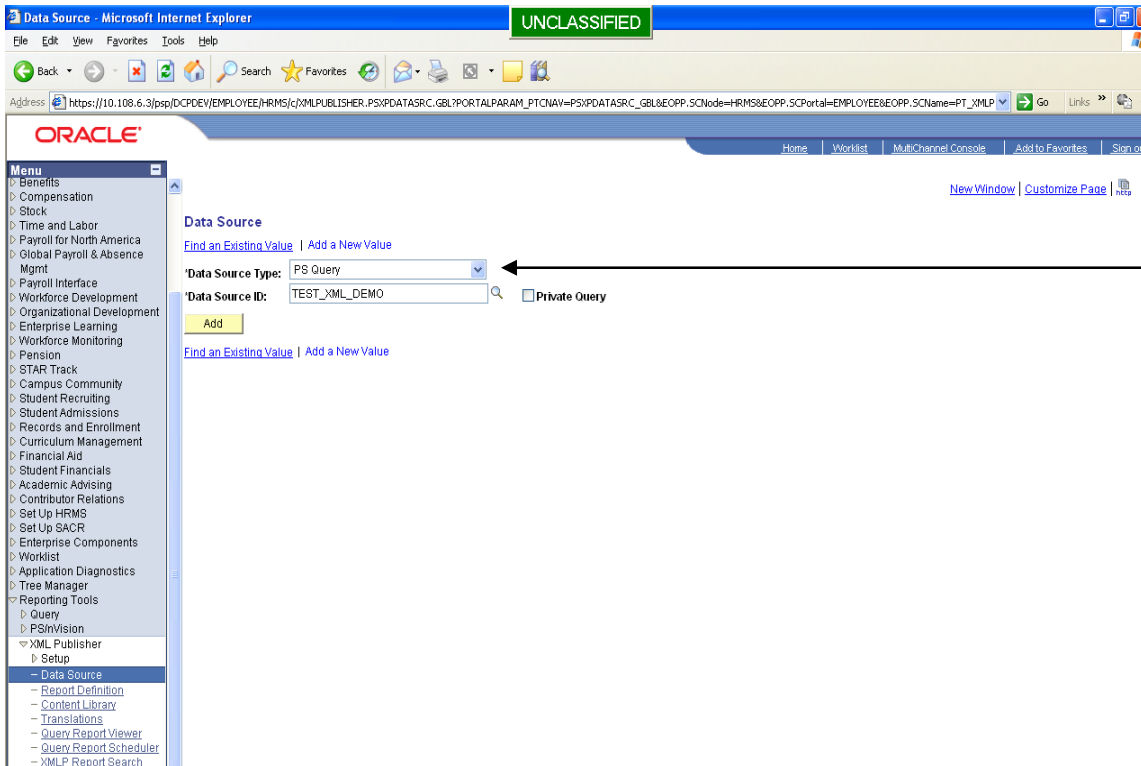 Data Source - Microsoft Internet Explorer
UNCLASSIFIED
File Edit View Favorites Tools Help
Back Search Favorites
Address https://10.108.6.3/psp/DCPDEV/EMPLOYEE/HRMS/c/XMLPUBLISHER.PSXPDATASRC.GBL?PORTALPARAM_PTCNAV=PSXPDATASRC_GBL&EOPP.SCNode=HRMS&EOPP.SCPortal=EMPLOYEE&EOPP.SCName=PT_XMLP Go Links »
ORACLE'
Home | Worklist | MultiChannel Console | Add to Favorites | Sign ou
Menu
Benefits
Compensation
Stock
Time and Labor
Payroll for North America
Global Payroll & Absence
Mgmt
Payroll Interface
Workforce Development
Organizational Development
Enterprise Learning
Workforce Monitoring
Pension
STAR Track
Campus Community
Student Recruiting
Student Admissions
Records and Enrollment
Curriculum Management
Financial Aid
Student Financials
Academic Advising
Contributor Relations
Set Up HRMS
Set Up SACR
Enterprise Components
Worklist
Application Diagnostics
Tree Manager
Reporting Tools
Query
PS/nVision
XML Publisher
Setup
– Data Source
– Report Definition
– Content Library
– Translations
– Query Report Viewer
– Query Report Scheduler
– XMLP Report Search
New Window | Customize Page | http
Data Source
Find an Existing Value | Add a New Value
*Data Source Type: PS Query
*Data Source ID: TEST_XML_DEMO Private Query
Add
Find an Existing Value | Add a New Value